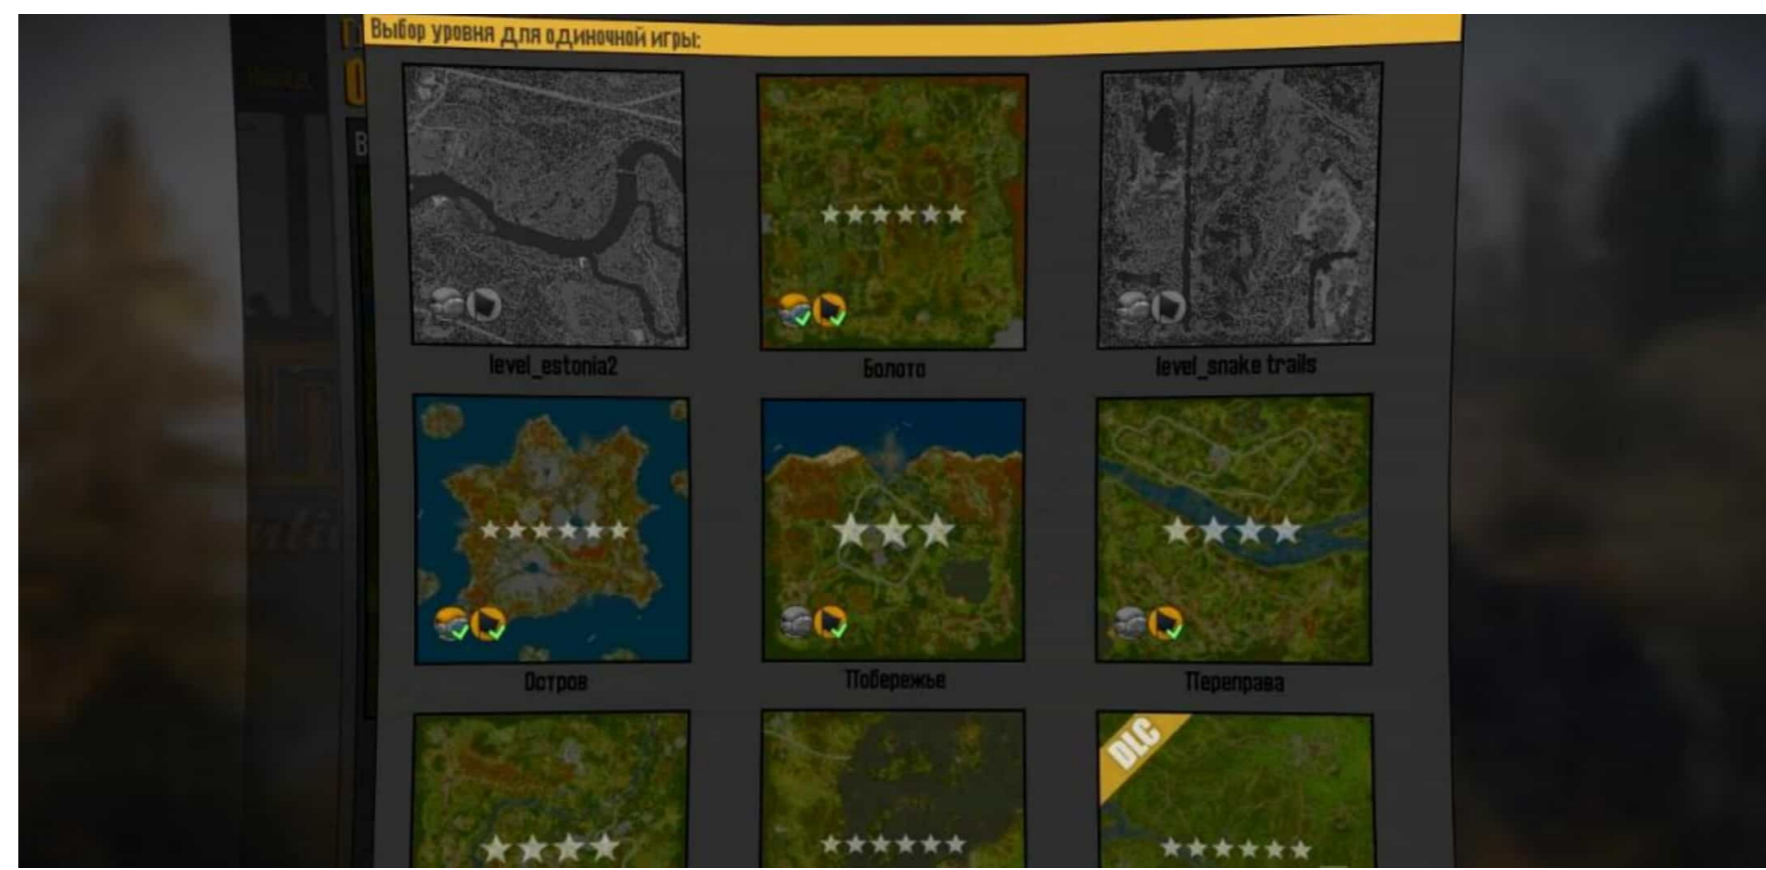 Выбор уровня для одиночной игры:
level_estonia2
Болото
level_snake trails
Остров
Побережье
Переправа
DLC